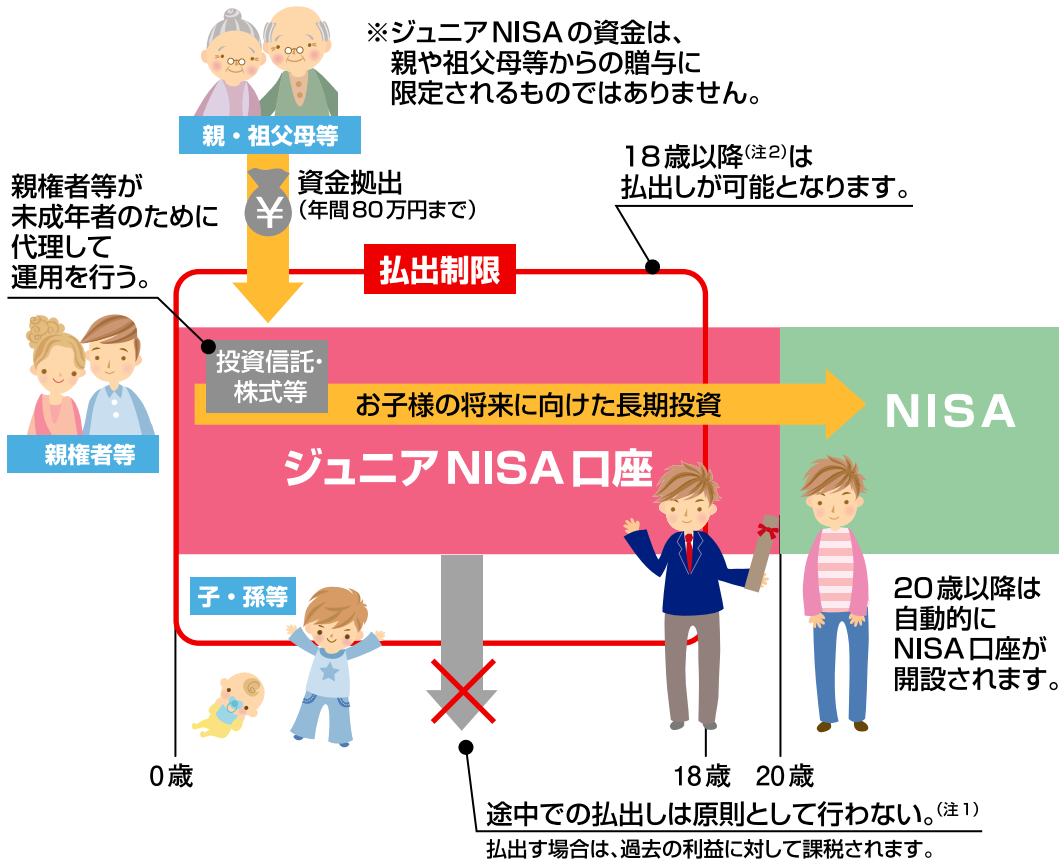 ※ジュニアNISAの資金は、
親や祖父母等からの贈与に
限定されるものではありません。
親・祖父母等
18歳以降(注2)は
払出しが可能となります。
親権者等が
未成年者のために
代理して
運用を行う。
¥
資金拠出
(年間80万円まで)
払出制限
投資信託・
株式等
お子様の将来に向けた長期投資
NISA
親権者等
ジュニアNISA口座
子・孫等
20歳以降は
自動的に
NISA口座が
開設されます。
0歳
18歳
20歳
途中での払出しは原則として行わない。(注1)
払出す場合は、過去の利益に対して課税されます。